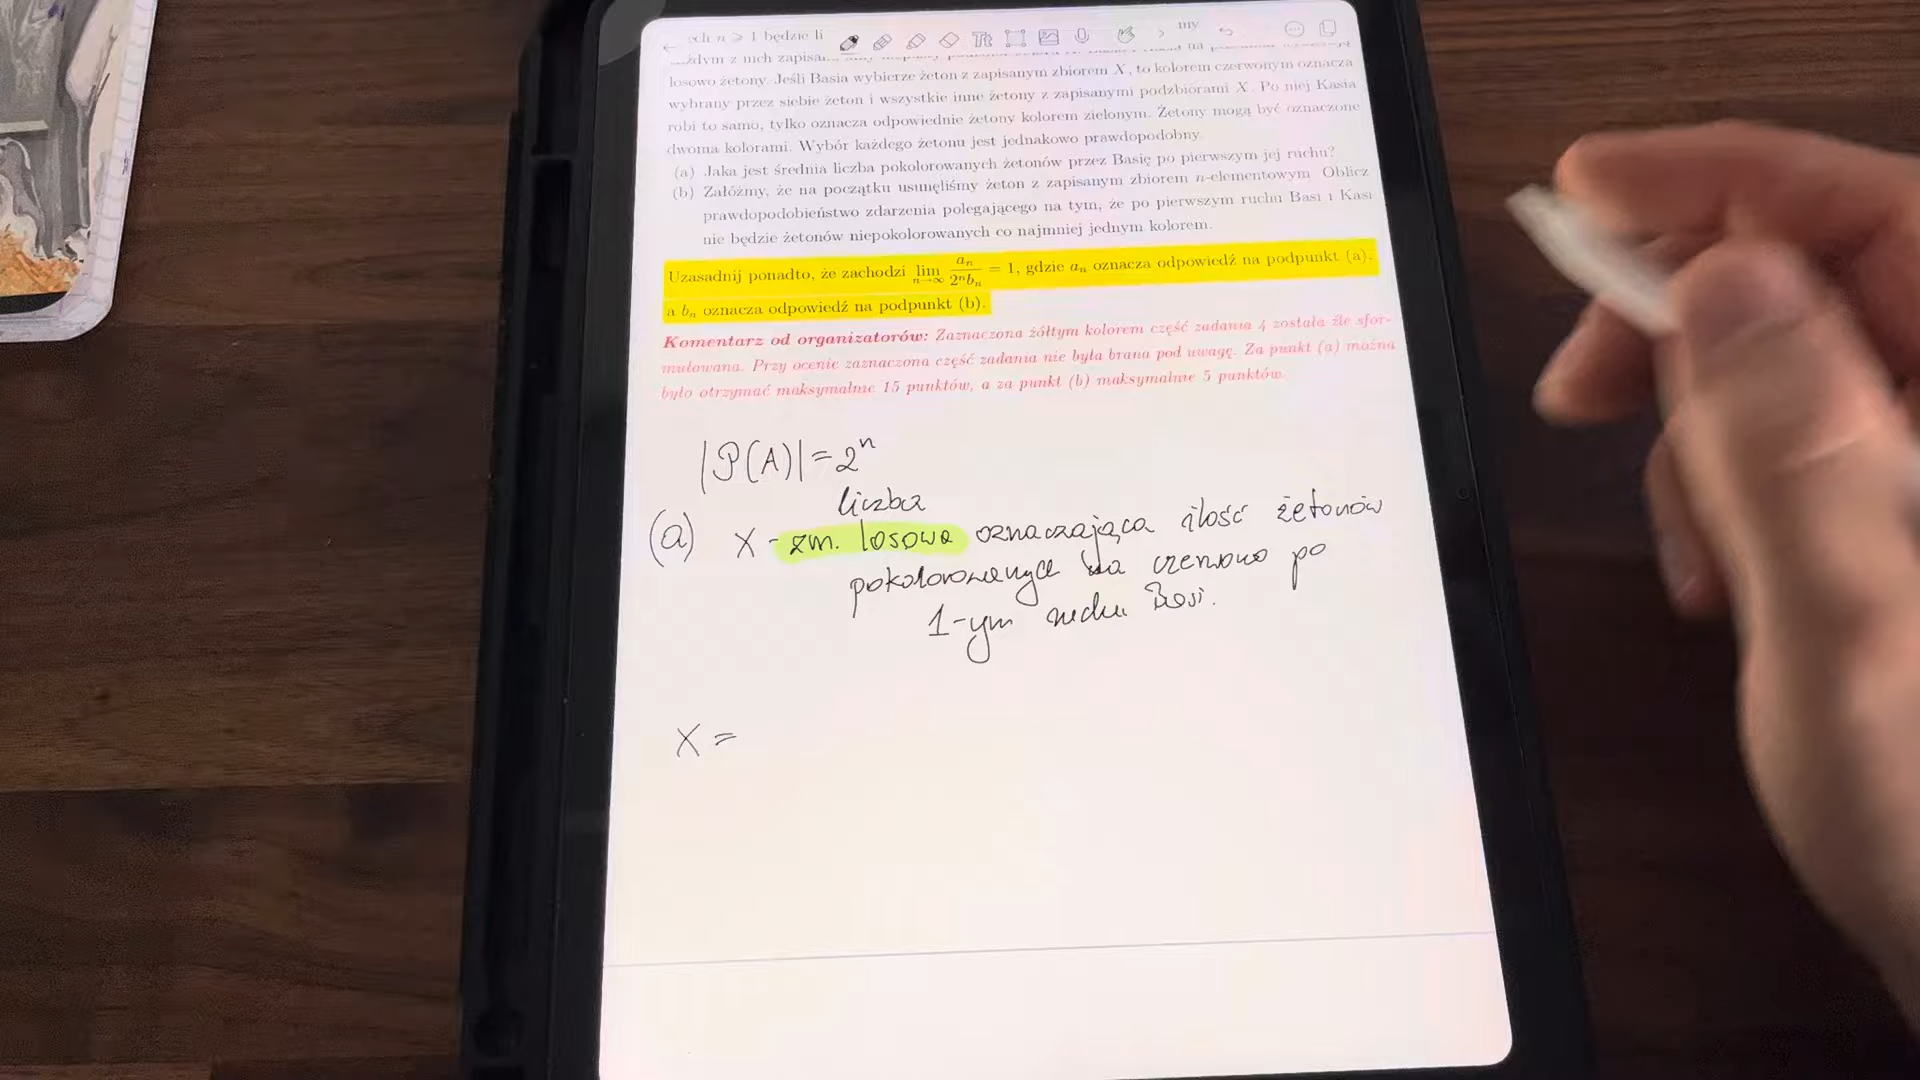 ch n ⩾ 1 będzie li my
żdym z nich zapisa
losowo żetony. Jeśli Basia wybierze żeton z zapisanym zbiorem X, to kolorem czerwonym oznacza
wybrany przez siebie żeton i wszystkie inne żetony z zapisanymi podzbiorami X. Po niej Kasia
robi to samo, tylko oznacza odpowiednie żetony kolorem zielonym. Żetony mogą być oznaczone
dwoma kolorami. Wybór każdego żetonu jest jednakowo prawdopodobny.
(a) Jaka jest średnia liczba pokolorowanych żetonów przez Basię po pierwszym jej ruchu?
(b) Załóżmy, że na początku usunęliśmy żeton z zapisanym zbiorem n-elementowym. Oblicz
prawdopodobieństwo zdarzenia polegającego na tym, że po pierwszym ruchu Basi i Kasi
nie będzie żetonów niepokolorowanych co najmniej jednym kolorem.
Uzasadnij ponadto, że zachodzi lim n→∞ aₙ/2ⁿbₙ = 1, gdzie aₙ oznacza odpowiedź na podpunkt (a),
a bₙ oznacza odpowiedź na podpunkt (b).
Komentarz od organizatorów: Zaznaczona żółtym kolorem część zadania 4 została źle sfor-
mułowana. Przy ocenie zaznaczona część zadania nie była brana pod uwagę. Za punkt (a) można
było otrzymać maksymalnie 15 punktów, a za punkt (b) maksymalnie 5 punktów.
|P(A)| = 2ⁿ
liczba
(a) X - zm. losowa oznaczająca ilość żetonów
pokolorowanych na czerwono po
1-ym ruchu Basi.
X =